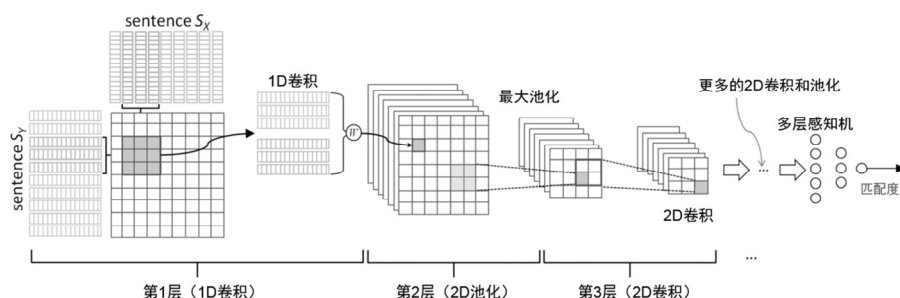 sentence SX
sentence SY
1D卷积
W
最大池化
更多的2D卷积和池化
...
多层感知机
匹配度
2D卷积
...
第1层（1D卷积）
第2层（2D池化）
第3层（2D卷积）